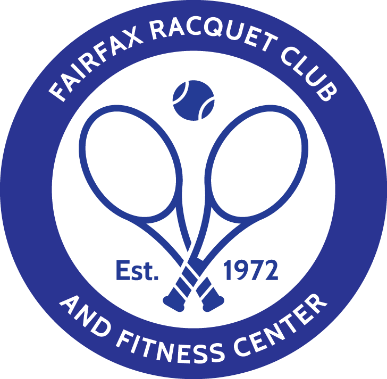 FAIRFAX RACQUET CLUB
Est. 1972
AND FITNESS CENTER